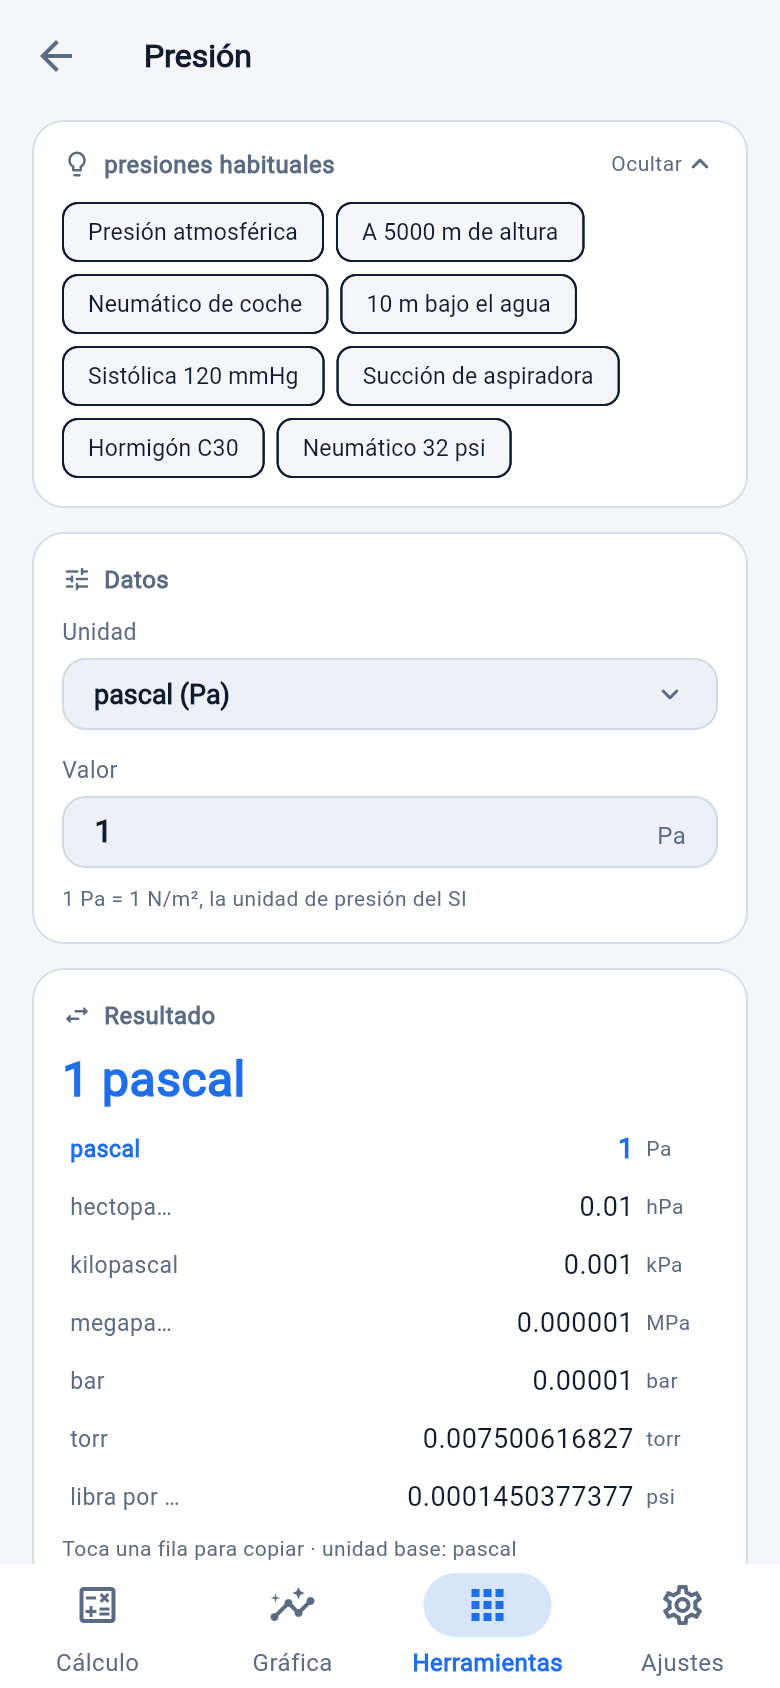 Presión
presiones habituales
Ocultar
Presión atmosférica
A 5000 m de altura
Neumático de coche
10 m bajo el agua
Sistólica 120 mmHg
Succión de aspiradora
Hormigón C30
Neumático 32 psi
Datos
Unidad
pascal (Pa)
Valor
1 Pa
1 Pa = 1 N/m², la unidad de presión del SI
Resultado
1 pascal
pascal 1 Pa
hectopa... 0.01 hPa
kilopascal 0.001 kPa
megapa... 0.000001 MPa
bar 0.00001 bar
torr 0.007500616827 torr
libra por ... 0.0001450377377 psi
Toca una fila para copiar · unidad base: pascal
Cálculo
Gráfica
Herramientas
Ajustes